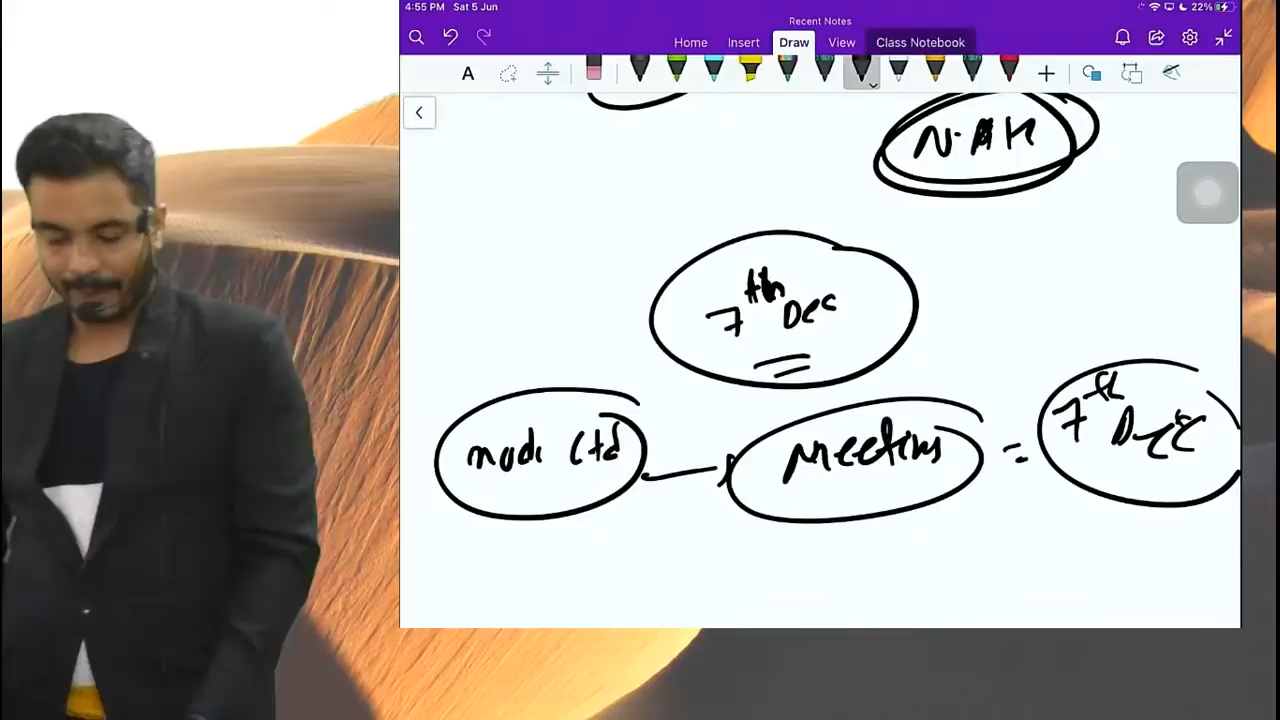 4:55 PM Sat 5 Jun
22%
Recent Notes
Home Insert Draw View Class Notebook
A
7th Dec
Modi Ltd Meeting = 7th Dec